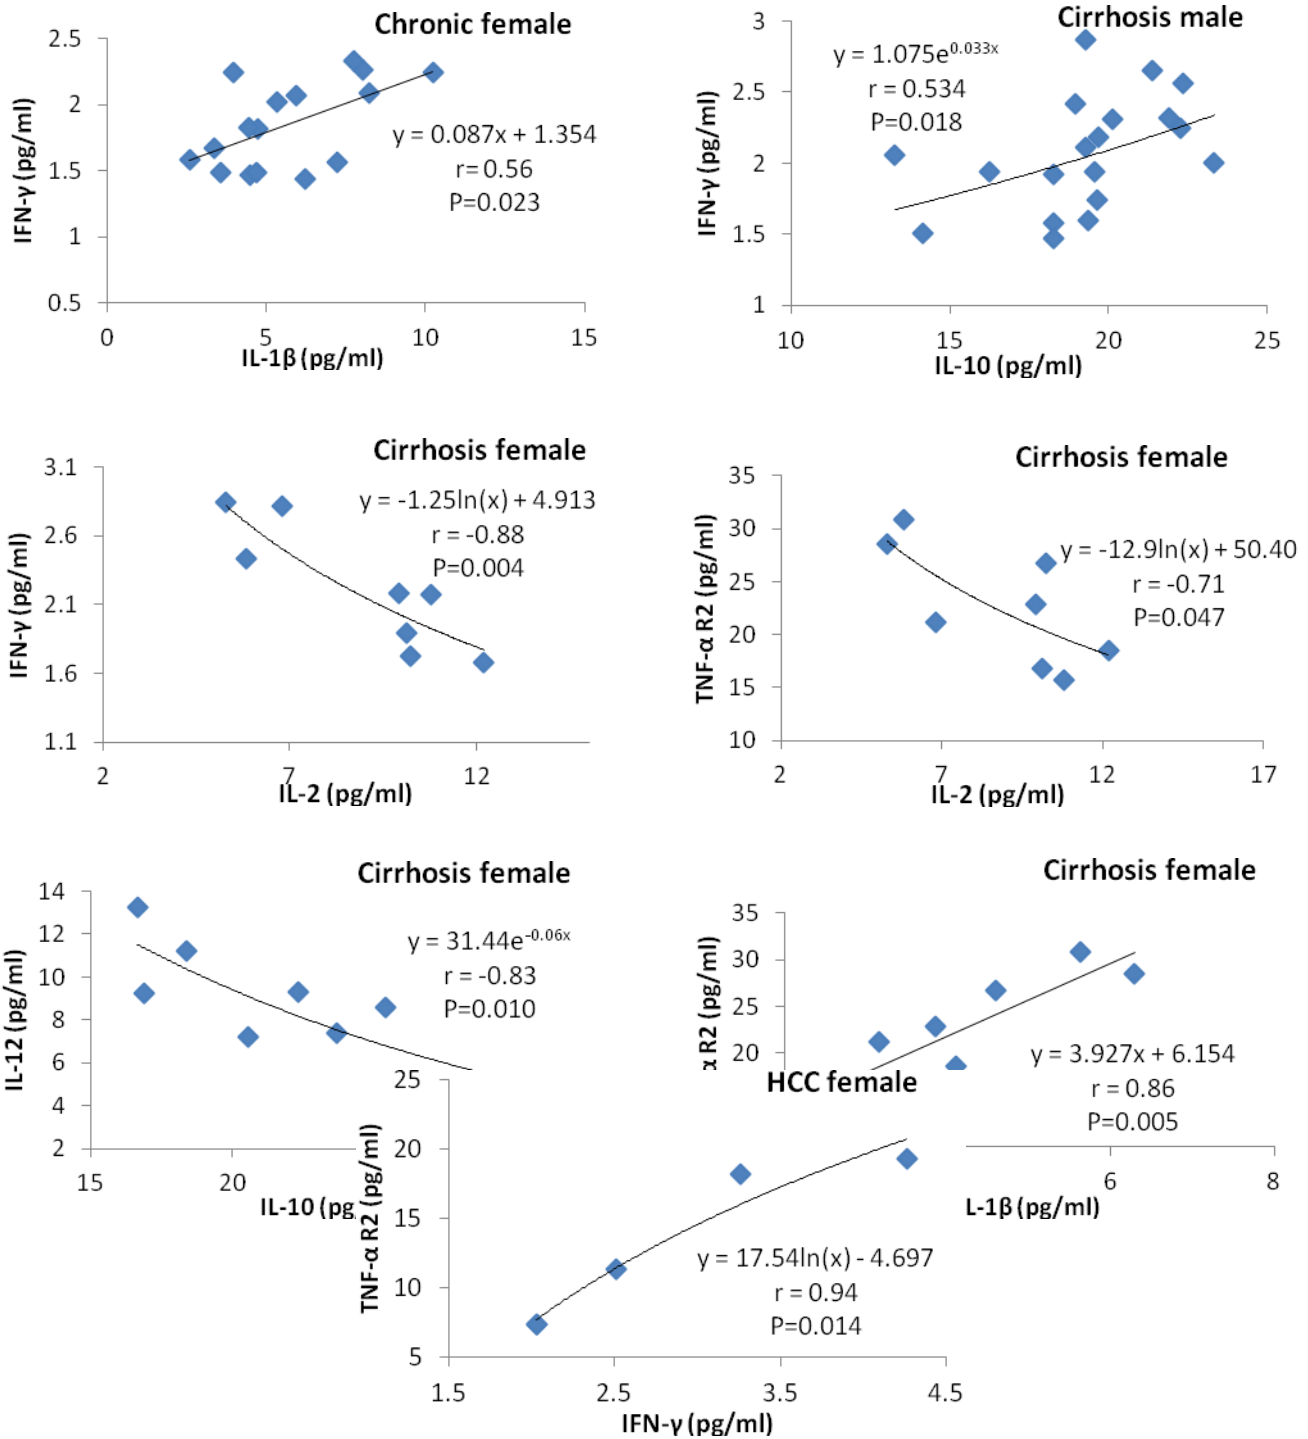 Chronic female
2.5
2
1.5
1
0.5
IFN-γ (pg/ml)
y = 0.087x + 1.354
r= 0.56
P=0.023
0 5 10 15
IL-1β (pg/ml)
Cirrhosis male
3
2.5
2
1.5
1
IFN-γ (pg/ml)
y = 1.075e^0.033x
r = 0.534
P=0.018
10 15 20 25
IL-10 (pg/ml)
Cirrhosis female
3.1
2.6
2.1
1.6
1.1
IFN-γ (pg/ml)
y = -1.25ln(x) + 4.913
r = -0.88
P=0.004
2 7 12
IL-2 (pg/ml)
Cirrhosis female
35
30
25
20
15
10
TNF-α R2 (pg/ml)
y = -12.9ln(x) + 50.40
r = -0.71
P=0.047
2 7 12 17
IL-2 (pg/ml)
Cirrhosis female
14
12
10
8
6
4
2
IL-12 (pg/ml)
y = 31.44e^-0.06x
r = -0.83
P=0.010
15 20
IL-10 (pg
Cirrhosis female
35
30
25
20
α R2 (pg/ml)
y = 3.927x + 6.154
r = 0.86
P=0.005
6 8
L-1β (pg/ml)
HCC female
25
20
15
10
5
TNF-α R2 (pg/ml)
y = 17.54ln(x) - 4.697
r = 0.94
P=0.014
1.5 2.5 3.5 4.5
IFN-γ (pg/ml)